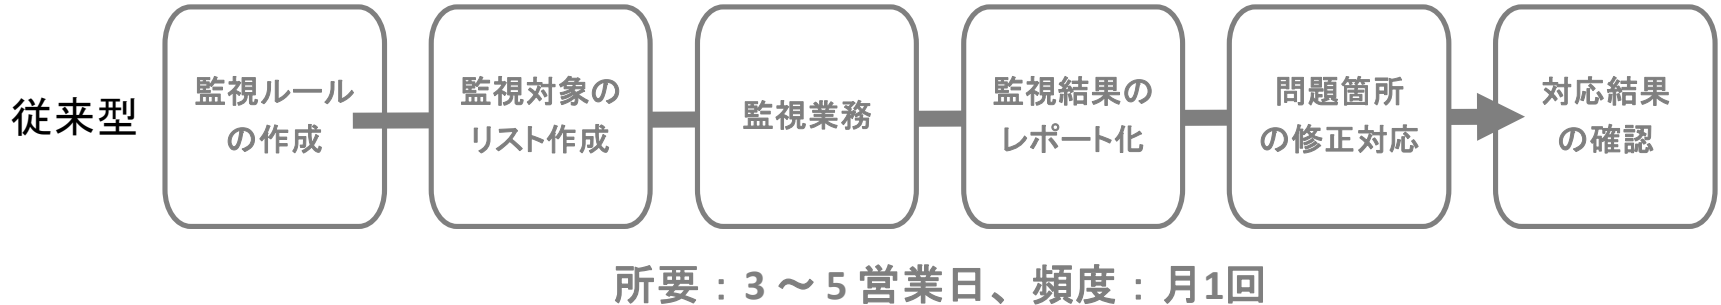 従来型
監視ルール
の作成
監視対象の
リスト作成
監視業務
監視結果の
レポート化
問題箇所
の修正対応
対応結果
の確認
所要：3 ～ 5 営業日、頻度：月1回